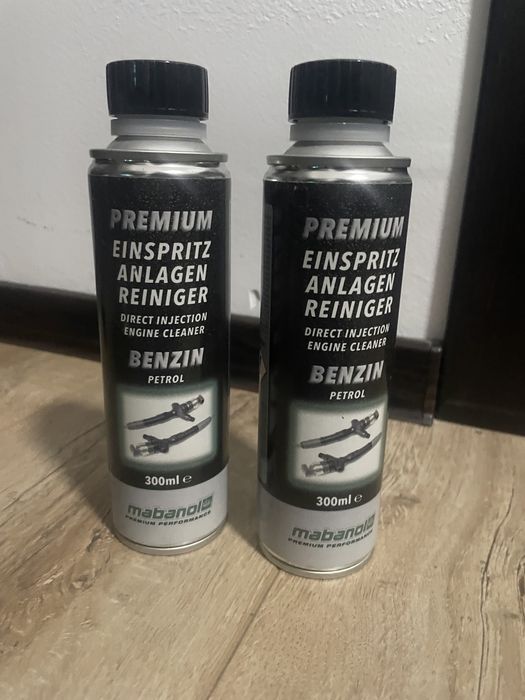 PREMIUM
EINSPRITZ
ANLAGEN
REINIGER
DIRECT INJECTION
ENGINE CLEANER
BENZIN
PETROL
300ml ℮
mabanol
PREMIUM PERFORMANCE
PREMIUM
EINSPRITZ
ANLAGEN
REINIGER
DIRECT INJECTION
ENGINE CLEANER
BENZIN
PETROL
300ml ℮
mabanol
PREMIUM PERFORMANCE